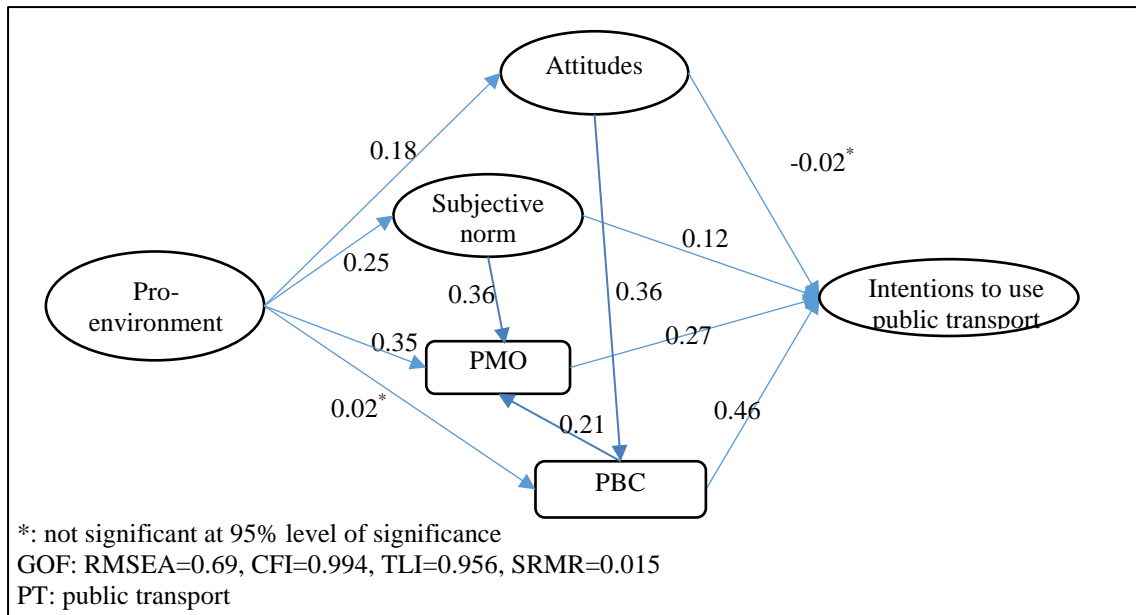 Attitudes
0.18
-0.02*
Subjective
norm
0.12
0.25
Pro-
environment
0.36
0.36
Intentions to use
public transport
0.35
PMO
0.27
0.02*
0.21
0.46
PBC
*: not significant at 95% level of significance
GOF: RMSEA=0.69, CFI=0.994, TLI=0.956, SRMR=0.015
PT: public transport